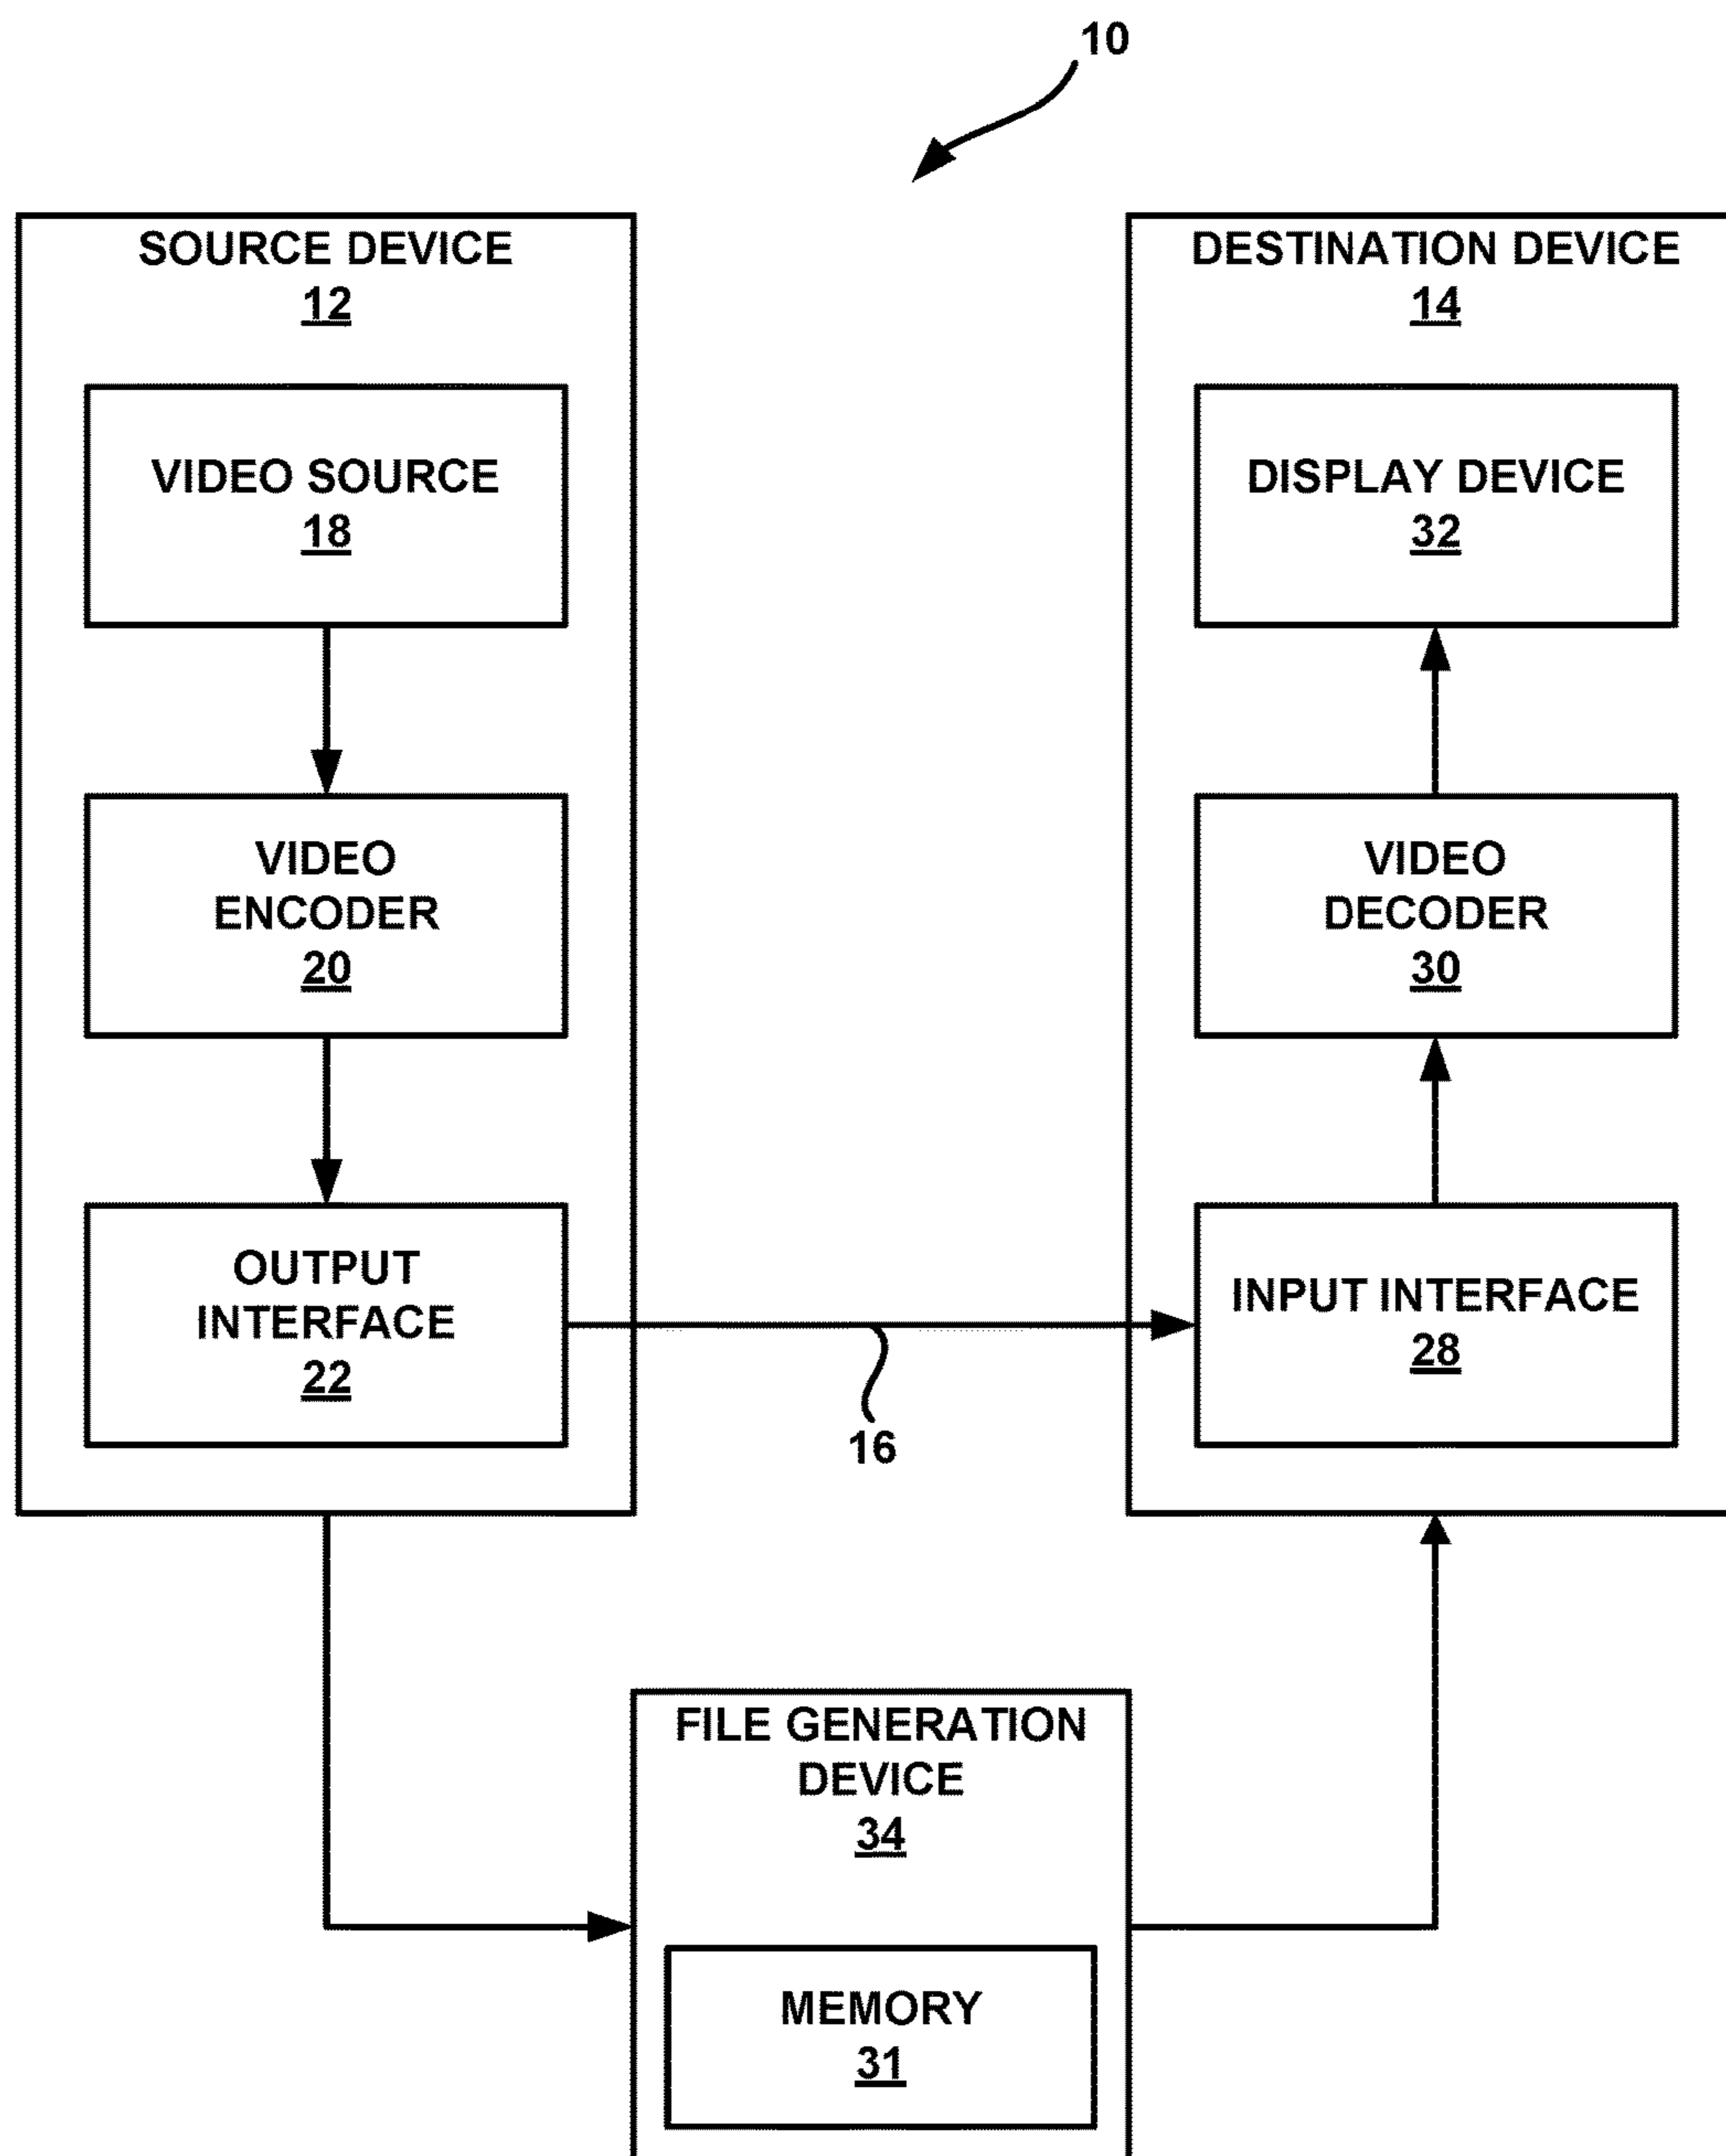 10
SOURCE DEVICE
12
VIDEO SOURCE
18
VIDEO
ENCODER
20
OUTPUT
INTERFACE
22
16
DESTINATION DEVICE
14
DISPLAY DEVICE
32
VIDEO
DECODER
30
INPUT INTERFACE
28
FILE GENERATION
DEVICE
34
MEMORY
31